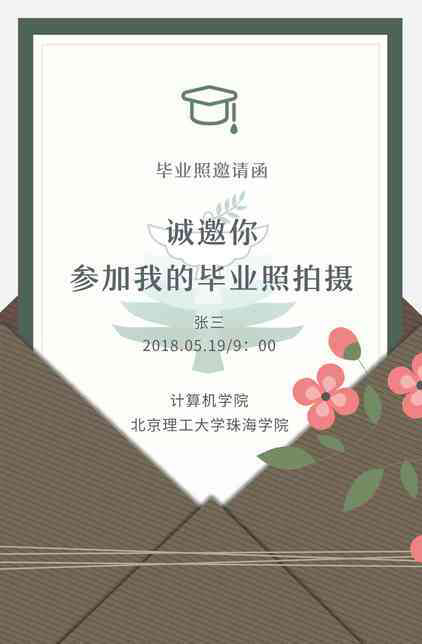 毕业照邀请函
诚邀你
参加我的毕业照拍摄
张三
2018.05.19/9：00
计算机学院
北京理工大学珠海学院